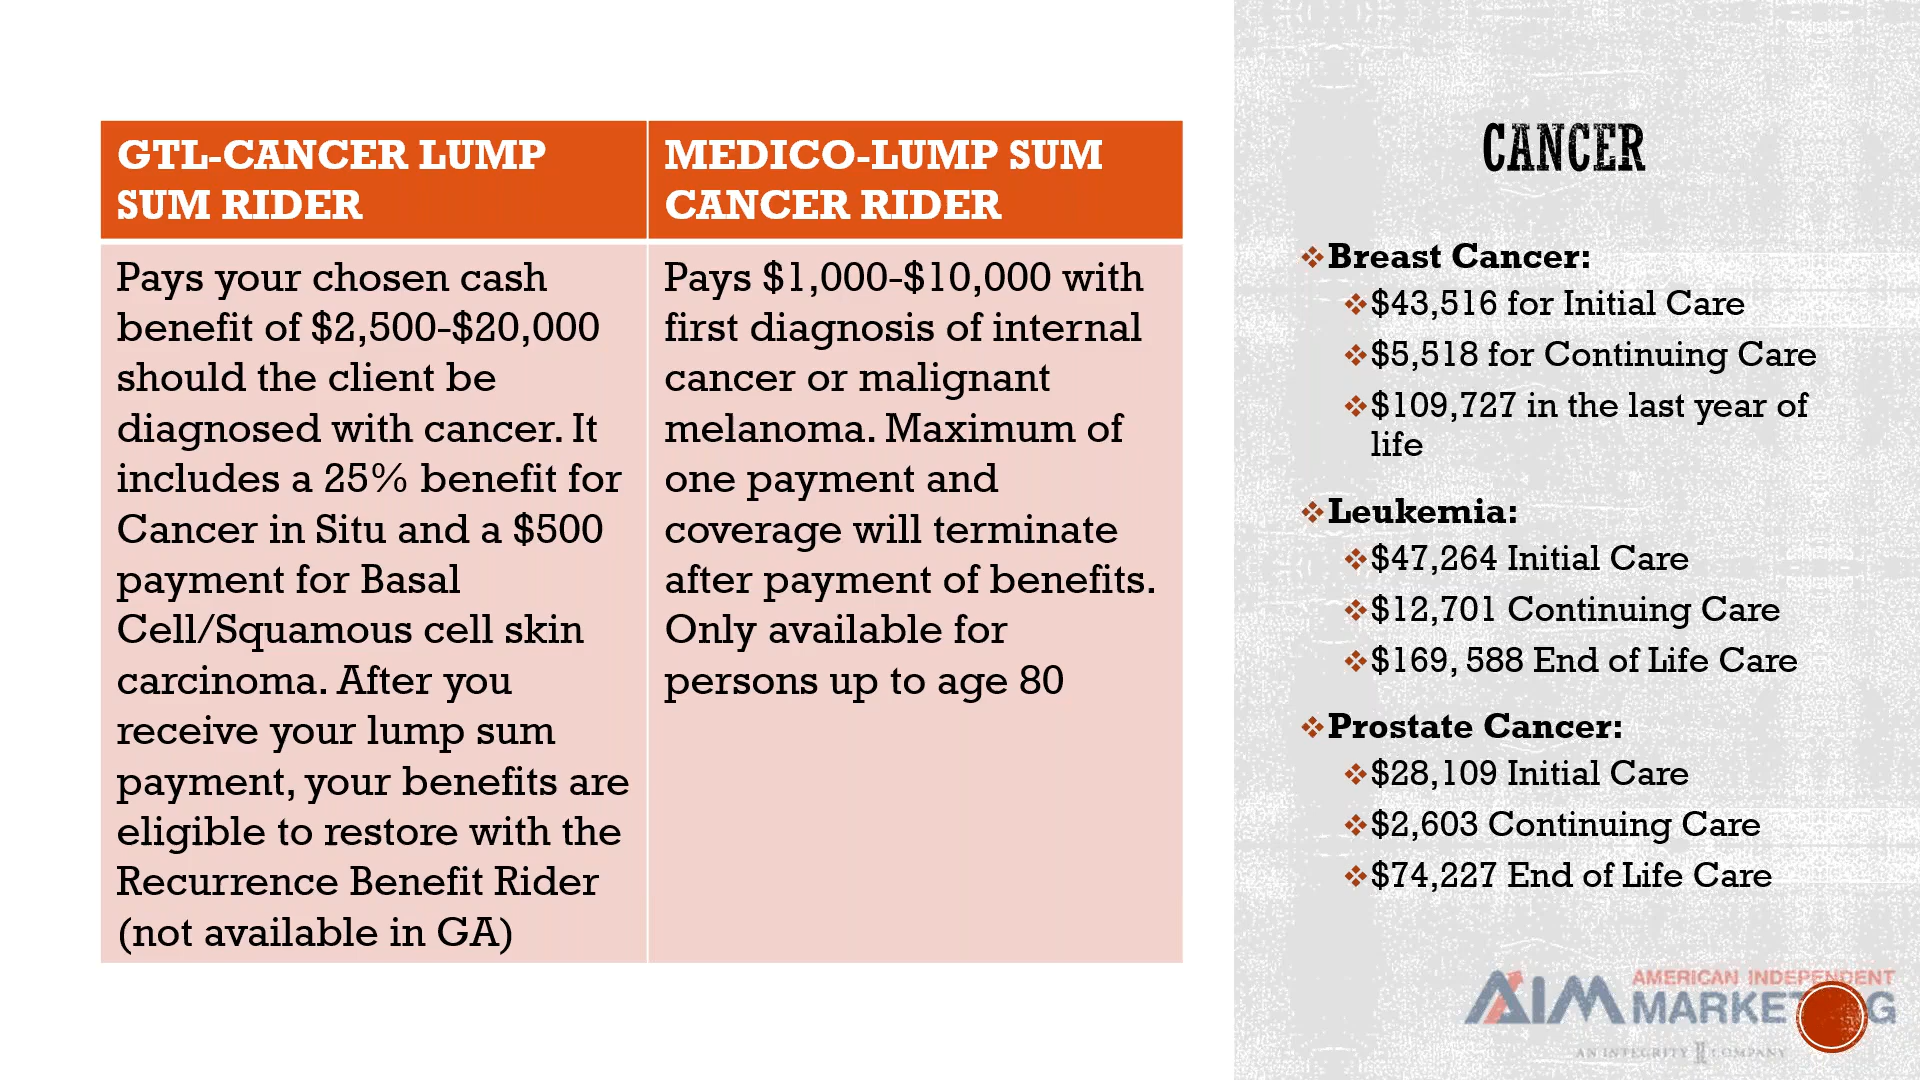 GTL-CANCER LUMP
SUM RIDER
MEDICO-LUMP SUM
CANCER RIDER
Pays your chosen cash
benefit of $2,500-$20,000
should the client be
diagnosed with cancer. It
includes a 25% benefit for
Cancer in Situ and a $500
payment for Basal
Cell/Squamous cell skin
carcinoma. After you
receive your lump sum
payment, your benefits are
eligible to restore with the
Recurrence Benefit Rider
(not available in GA)
Pays $1,000-$10,000 with
first diagnosis of internal
cancer or malignant
melanoma. Maximum of
one payment and
coverage will terminate
after payment of benefits.
Only available for
persons up to age 80
CANCER
Breast Cancer:
$43,516 for Initial Care
$5,518 for Continuing Care
$109,727 in the last year of
life
Leukemia:
$47,264 Initial Care
$12,701 Continuing Care
$169, 588 End of Life Care
Prostate Cancer:
$28,109 Initial Care
$2,603 Continuing Care
$74,227 End of Life Care
AIM
AMERICAN INDEPENDENT
AN INTEGRITY COMPANY